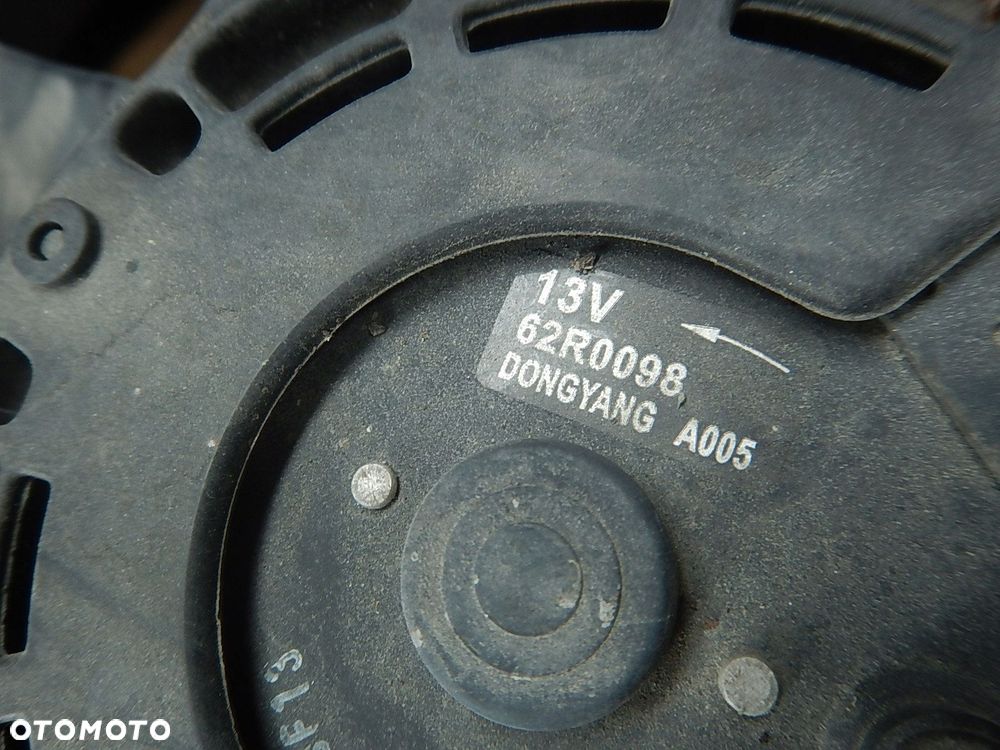 13V
62R0098
DONGYANG A005
OTOMOTO